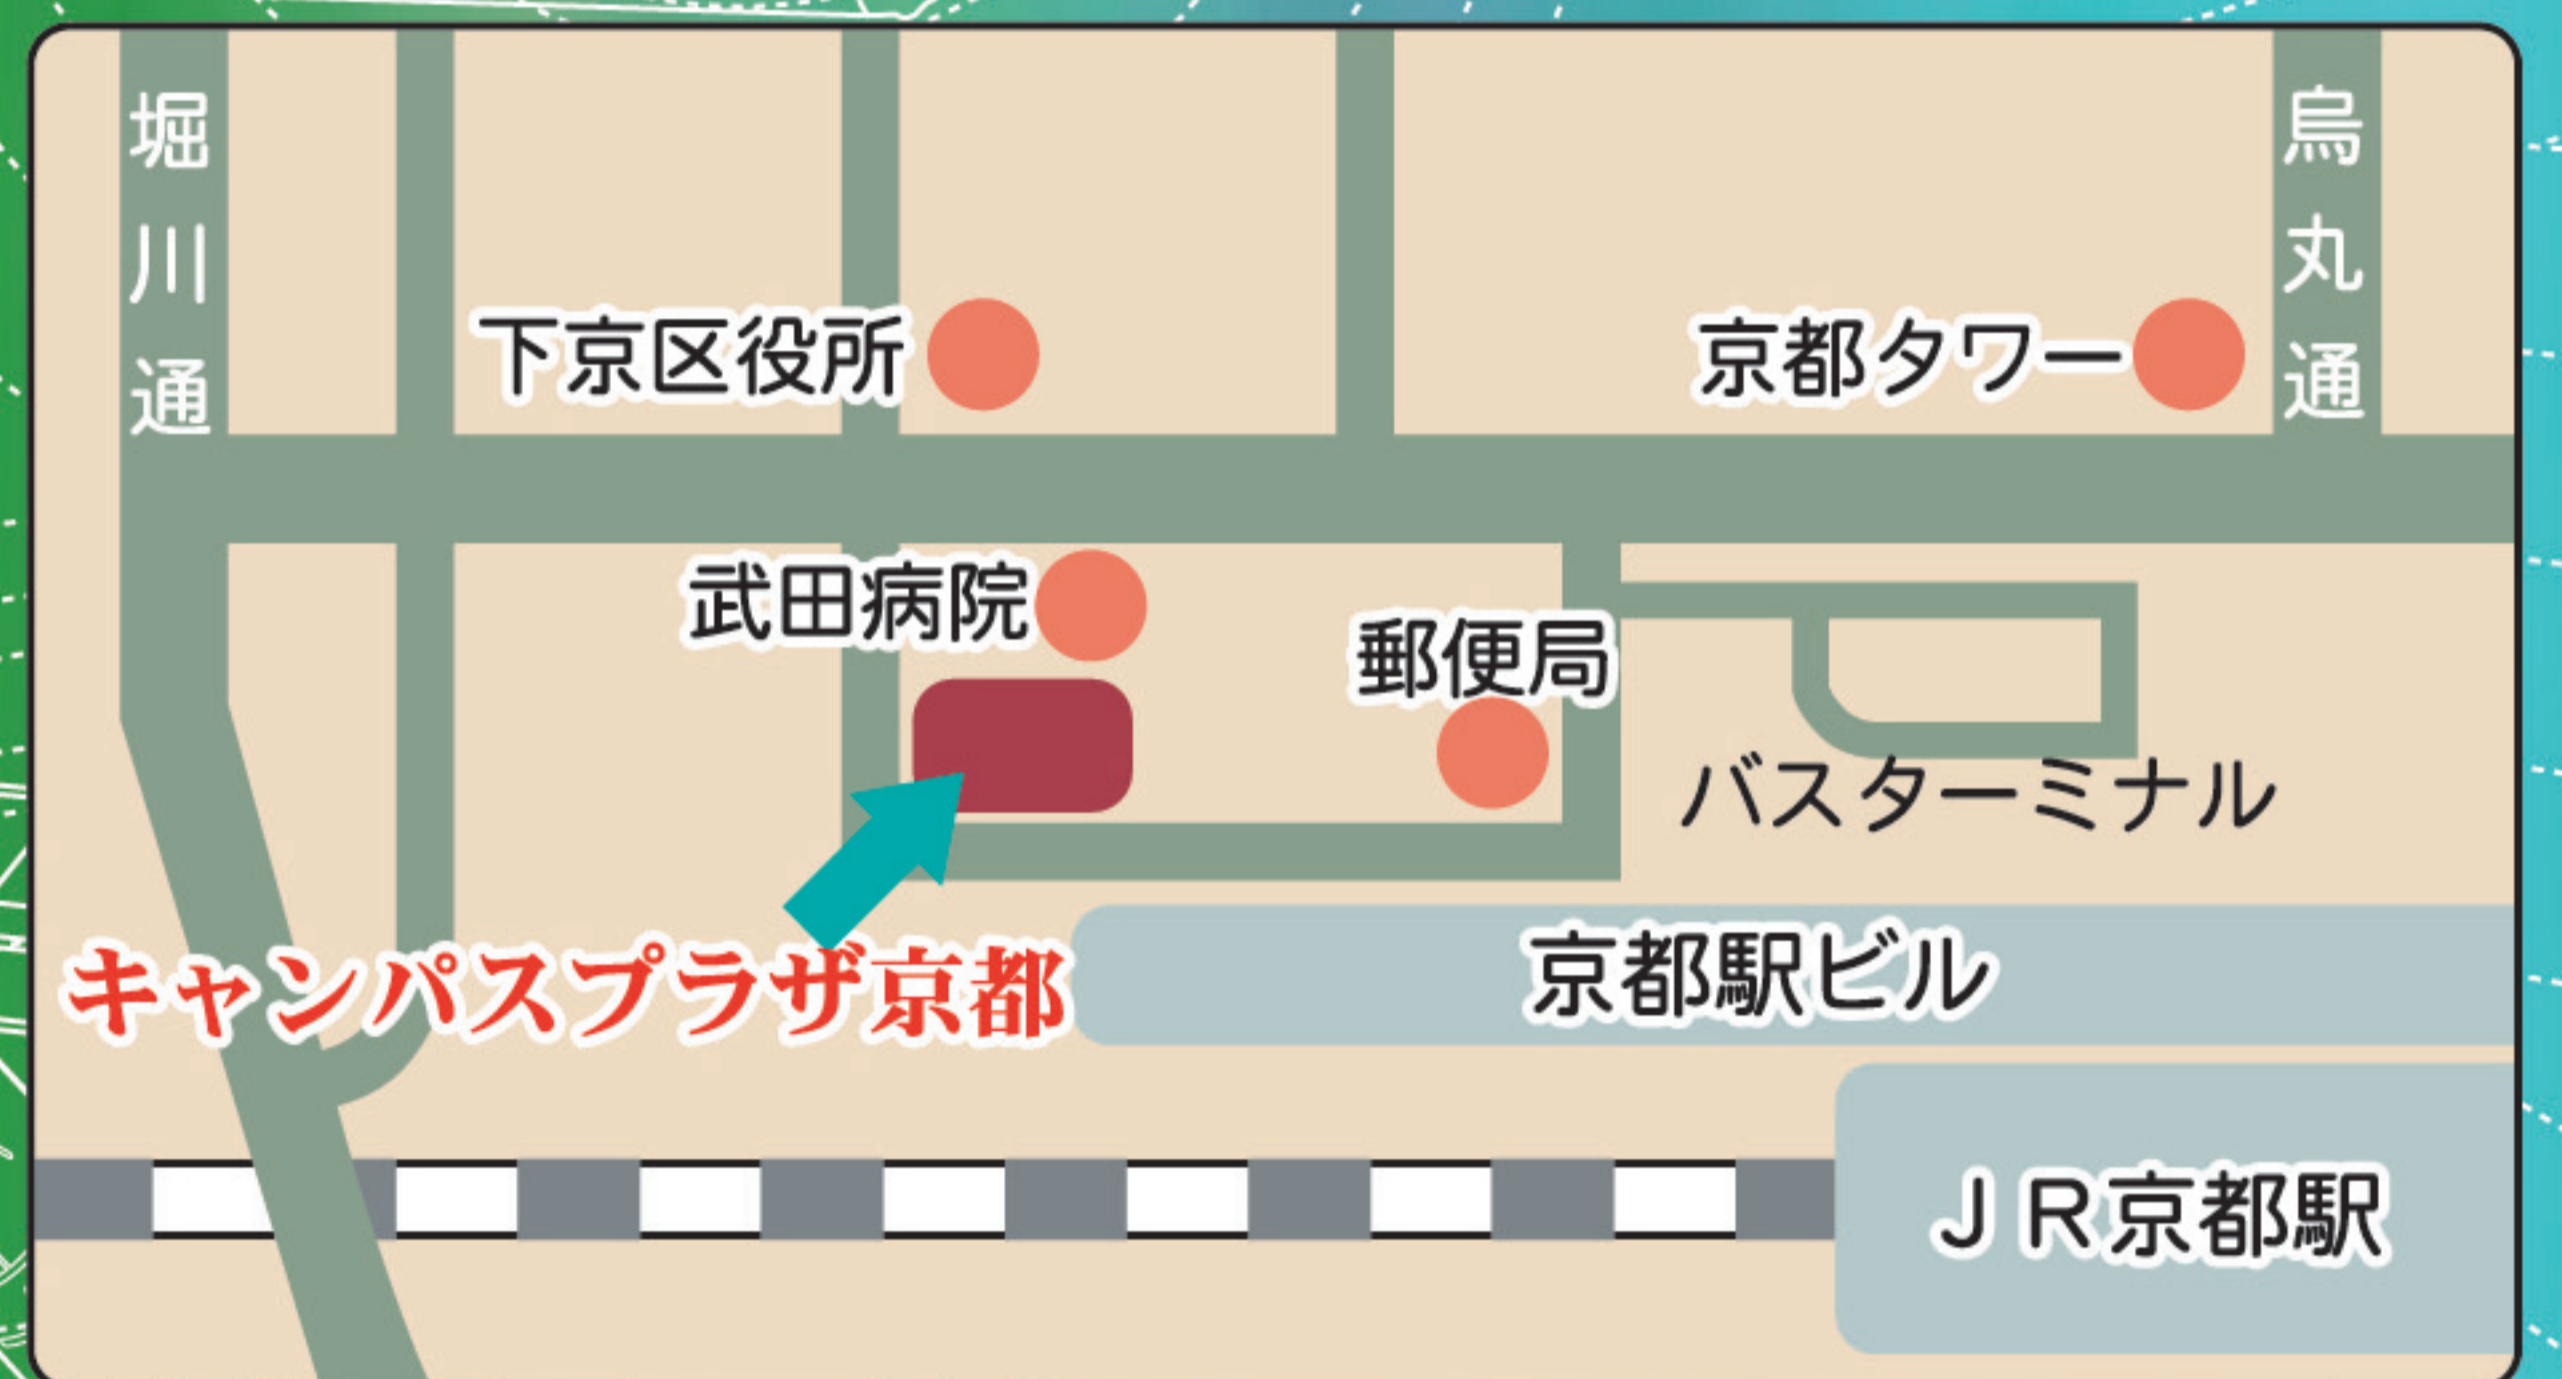 堀川通
烏丸通
下京区役所
京都タワー
武田病院
郵便局
バスターミナル
キャンパスプラザ京都
京都駅ビル
ＪＲ京都駅